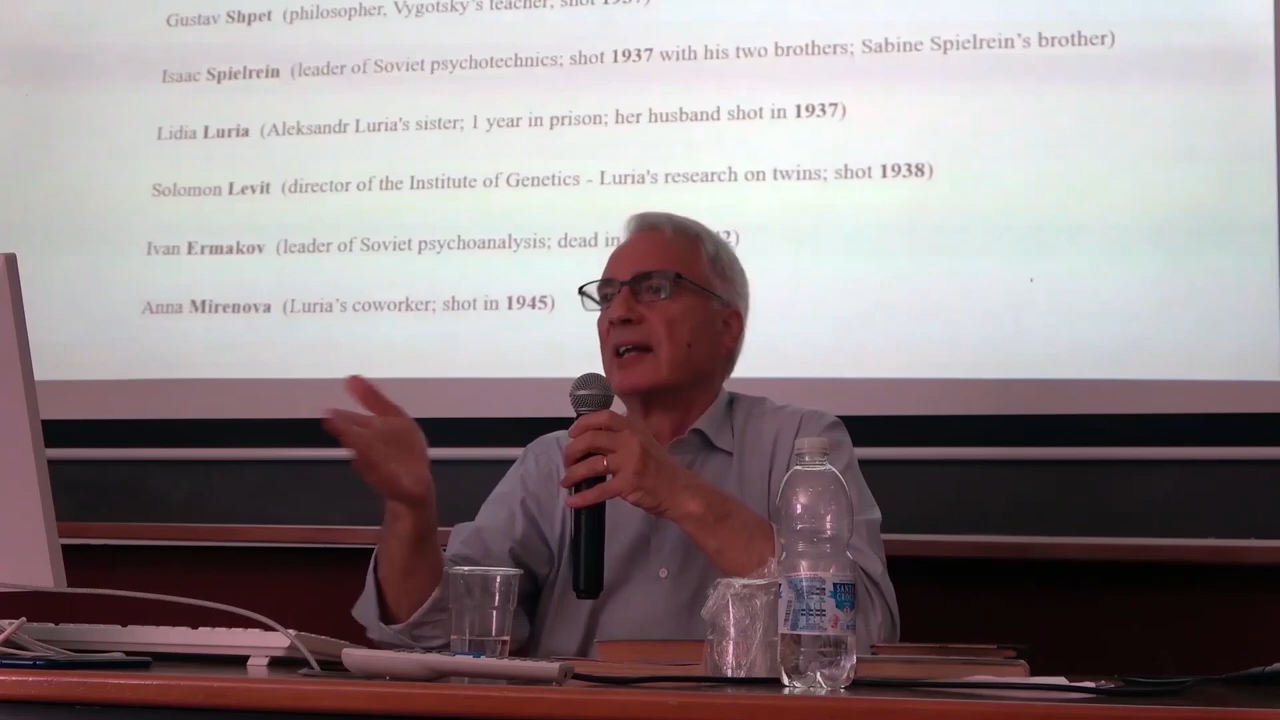 Gustav Shpet (philosopher, Vygotsky's teacher, shot 1937)
Isaac Spielrein (leader of Soviet psychotechnics; shot 1937 with his two brothers; Sabine Spielrein's brother)
Lidia Luria (Aleksandr Luria's sister; 1 year in prison; her husband shot in 1937)
Solomon Levit (director of the Institute of Genetics - Luria's research on twins; shot 1938)
Ivan Ermakov (leader of Soviet psychoanalysis; dead in 2)
Anna Mirenova (Luria's coworker; shot in 1945)